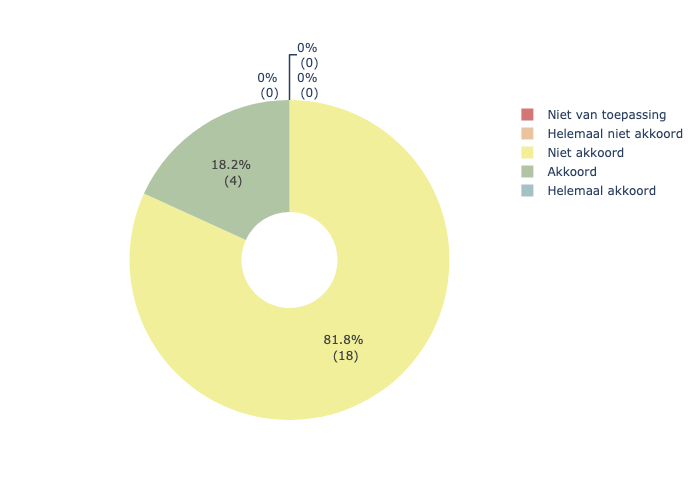 0%
(0)
0%
(0)
0%
(0)
18.2%
(4)
81.8%
(18)
Niet van toepassing
Helemaal niet akkoord
Niet akkoord
Akkoord
Helemaal akkoord